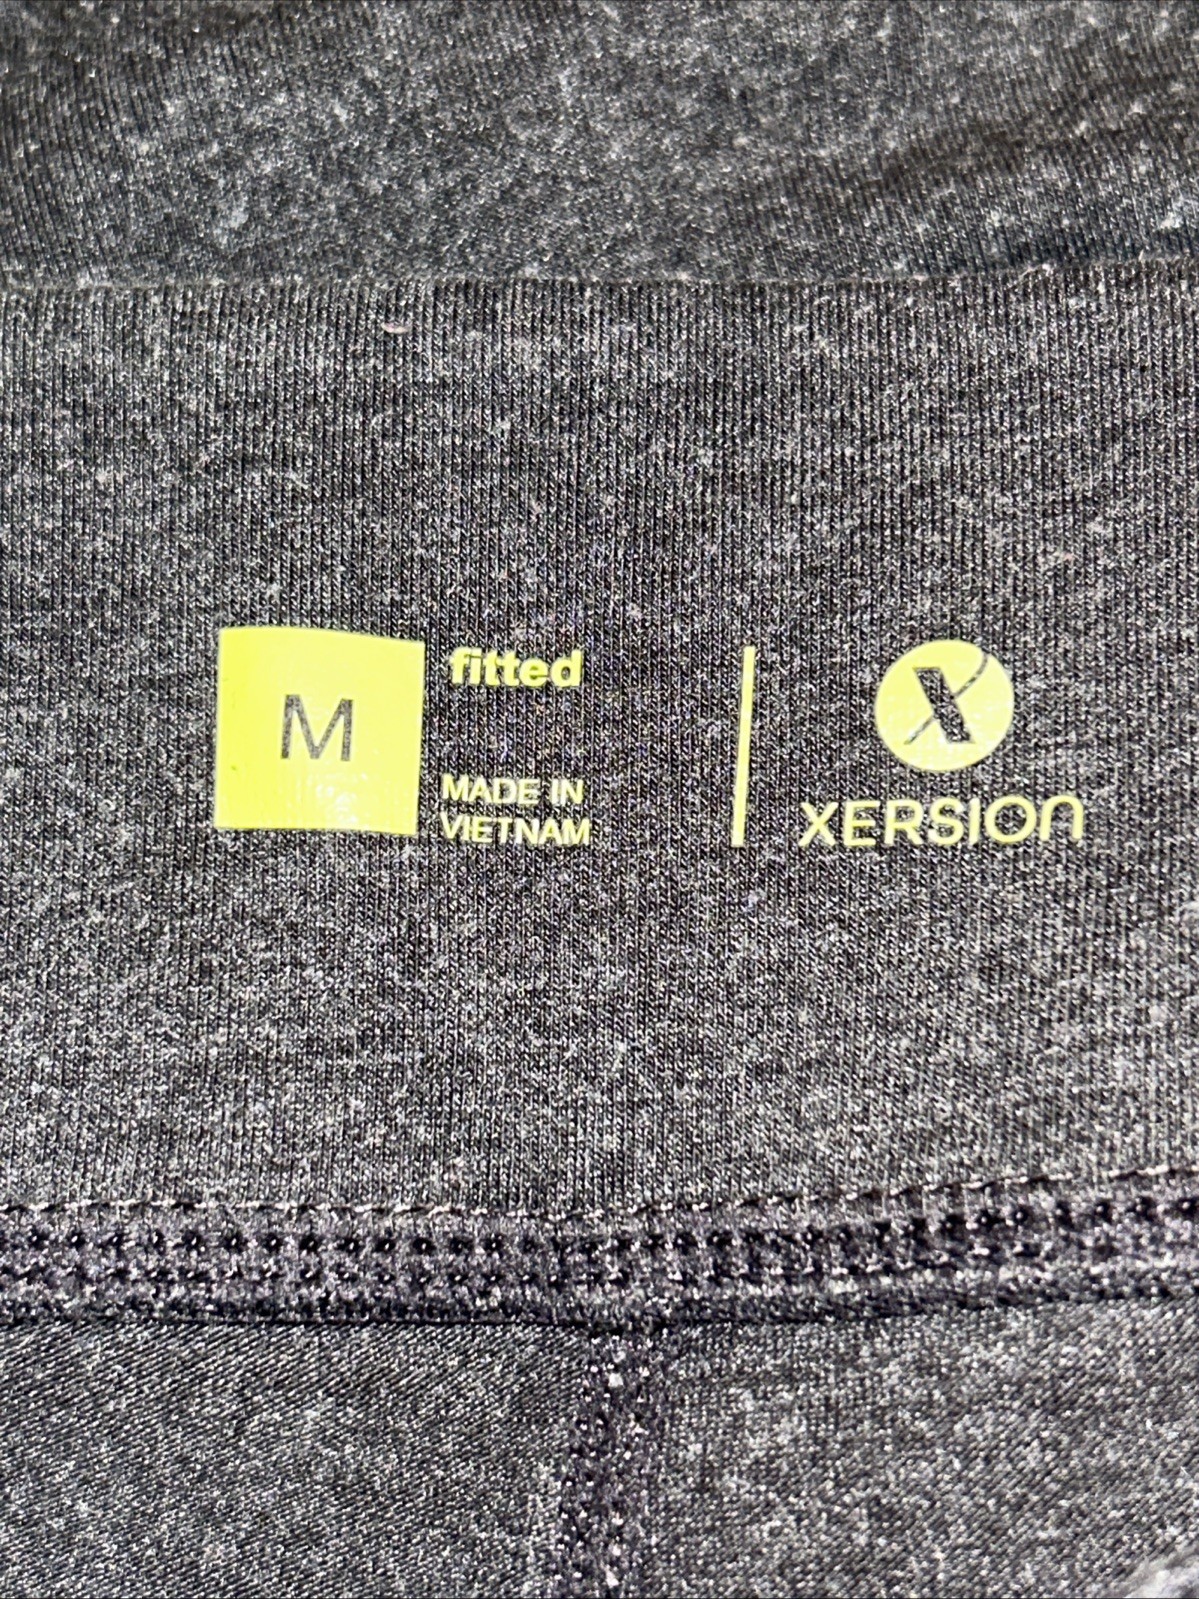 M
fitted
MADE IN
VIETNAM
X
XERSION